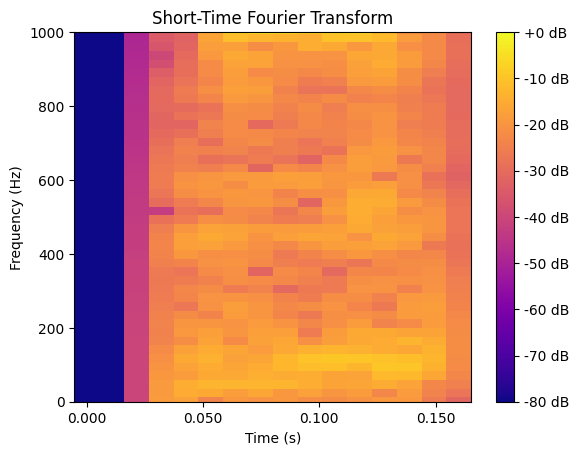 Short-Time Fourier Transform
1000
800
600
400
200
0
Frequency (Hz)
0.000
0.050
0.100
0.150
Time (s)
+0 dB
-10 dB
-20 dB
-30 dB
-40 dB
-50 dB
-60 dB
-70 dB
-80 dB